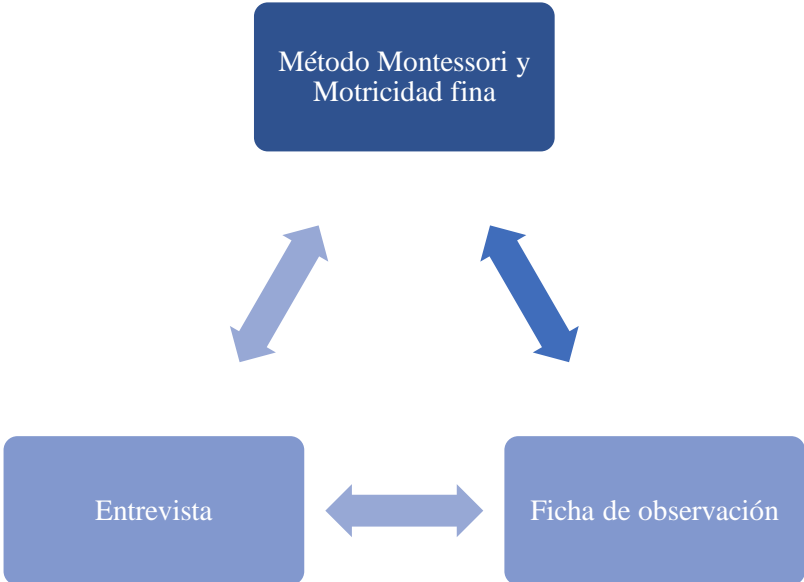 Método Montessori y
Motricidad fina
Entrevista
Ficha de observación